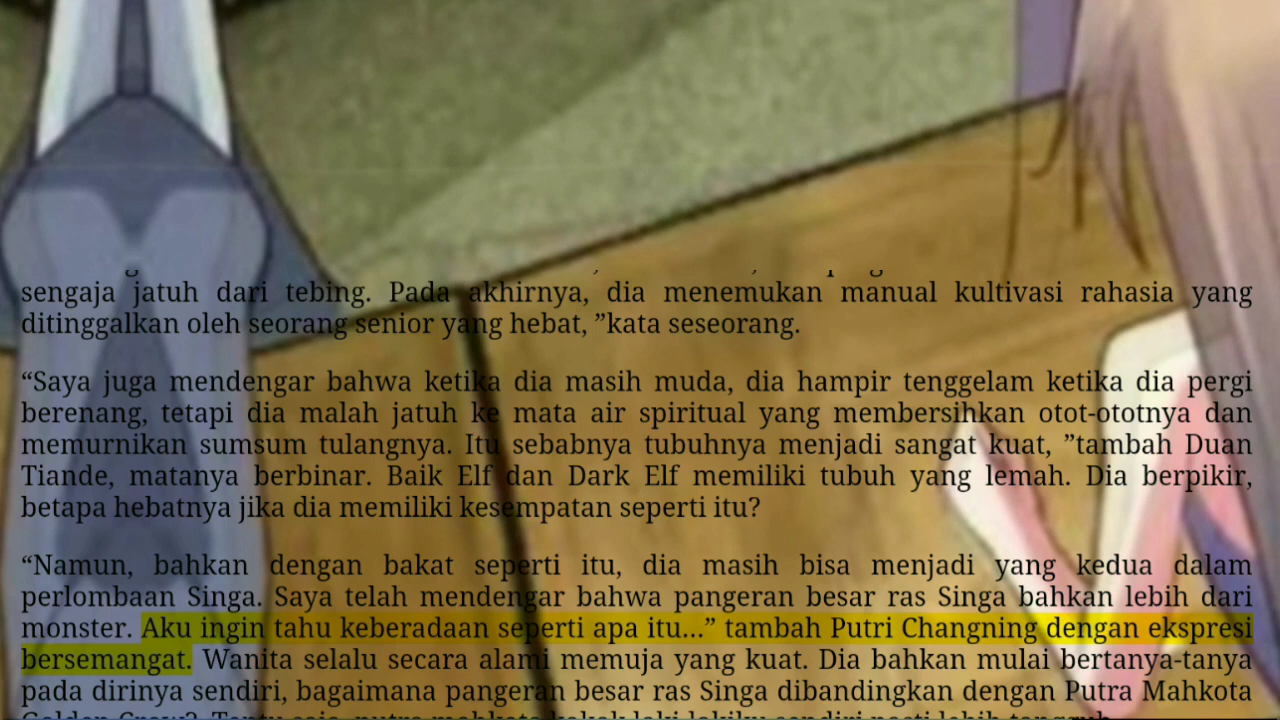 sengaja jatuh dari tebing. Pada akhirnya, dia menemukan manual kultivasi rahasia yang
ditinggalkan oleh seorang senior yang hebat, ”kata seseorang.
“Saya juga mendengar bahwa ketika dia masih muda, dia hampir tenggelam ketika dia pergi
berenang, tetapi dia malah jatuh ke mata air spiritual yang membersihkan otot-ototnya dan
memurnikan sumsum tulangnya. Itu sebabnya tubuhnya menjadi sangat kuat, ”tambah Duan
Tiande, matanya berbinar. Baik Elf dan Dark Elf memiliki tubuh yang lemah. Dia berpikir,
betapa hebatnya jika dia memiliki kesempatan seperti itu?
“Namun, bahkan dengan bakat seperti itu, dia masih bisa menjadi yang kedua dalam
perlombaan Singa. Saya telah mendengar bahwa pangeran besar ras Singa bahkan lebih dari
monster. Aku ingin tahu keberadaan seperti apa itu...” tambah Putri Changning dengan ekspresi
bersemangat. Wanita selalu secara alami memuja yang kuat. Dia bahkan mulai bertanya-tanya
pada dirinya sendiri, bagaimana pangeran besar ras Singa dibandingkan dengan Putra Mahkota